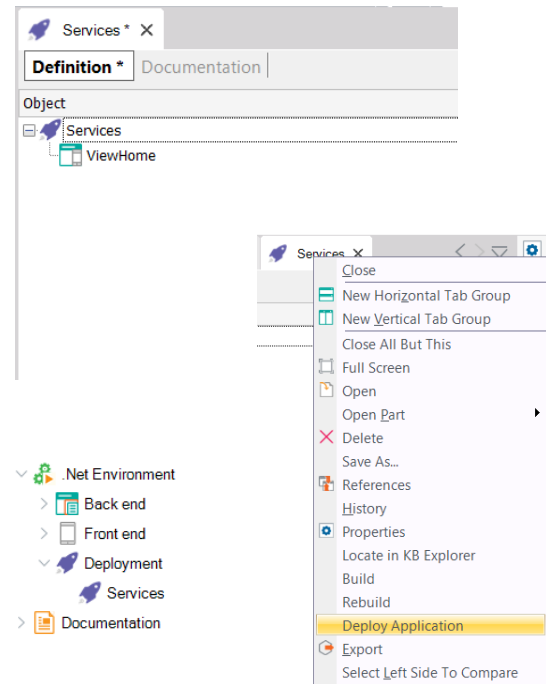 Services *
Definition * Documentation
Object
Services
ViewHome
Services
Close
New Horizontal Tab Group
New Vertical Tab Group
Close All But This
Full Screen
Open
Open Part
Delete
Save As...
References
History
Properties
Locate in KB Explorer
Build
Rebuild
Deploy Application
Export
Select Left Side To Compare
.Net Environment
Back end
Front end
Deployment
Services
Documentation